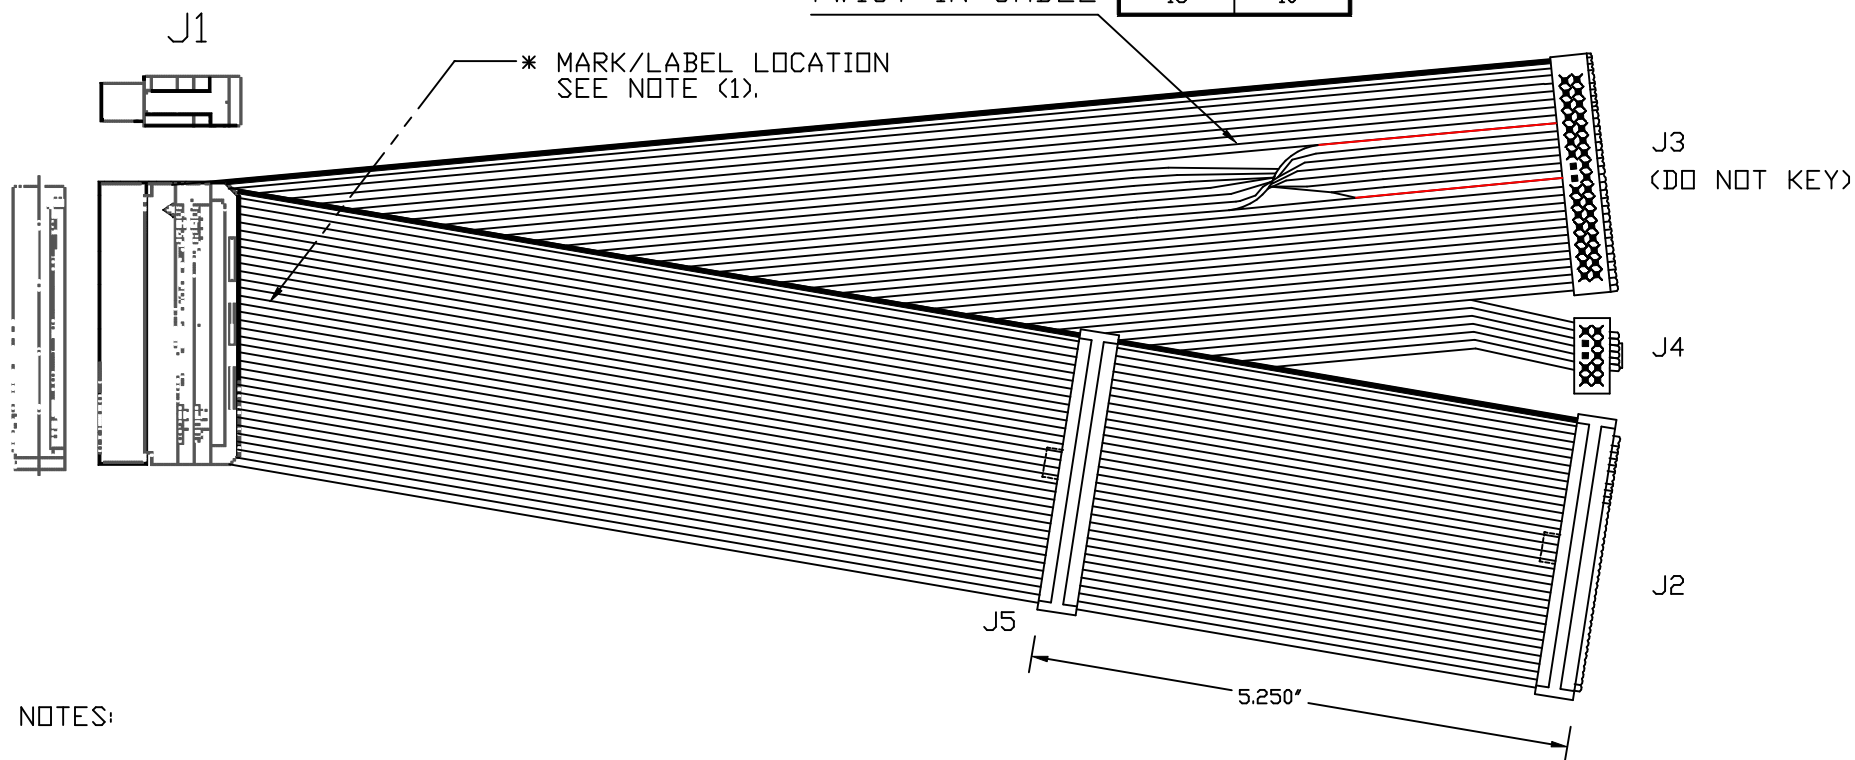 J1
* MARK/LABEL LOCATION
SEE NOTE (1).
J3
(DO NOT KEY)
J4
J2
J5
5.250"
NOTES: